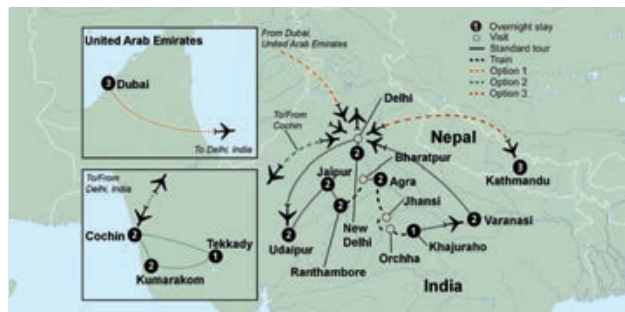 United Arab Emirates
3 Dubai
To Delhi, India
From Dubai,
United Arab Emirates
1 Overnight stay
Visit
Standard tour
Train
Option 1
Option 2
Option 3
Delhi
To/From
Cochin
Nepal
2
Bharatpur
Jaipur
2
2 Agra
3
Kathmandu
Jhansi
2
2 Varanasi
1
Khajuraho
New
Delhi
2
Udaipur
Orchha
Ranthambore
India
To/From
Delhi, India
Cochin 2
Tekkady
1
2
Kumarakom